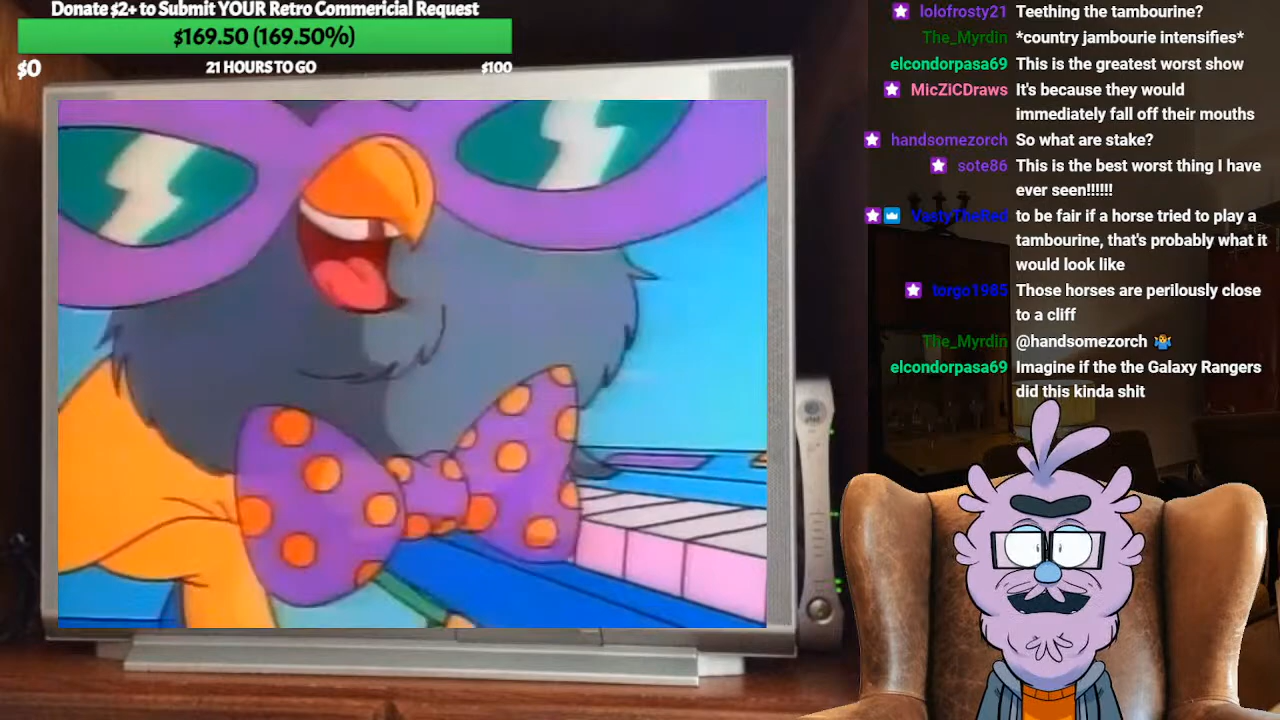 Donate $2+ to Submit YOUR Retro Commericial Request
$169.50 (169.50%)
$0 21 HOURS TO GO $100
lolofrosty21 Teething the tambourine?
The_Myrdin *country jambourie intensifies*
elcondorpasa69 This is the greatest worst show
MicZiCDraws It's because they would
immediately fall off their mouths
handsomezorch So what are stake?
sote86 This is the best worst thing I have
ever seen!!!!!!
VastyTheRed to be fair if a horse tried to play a
tambourine, that's probably what it
would look like
torgo1985 Those horses are perilously close
to a cliff
The_Myrdin @handsomezorch 🤷
elcondorpasa69 Imagine if the the Galaxy Rangers
did this kinda shit